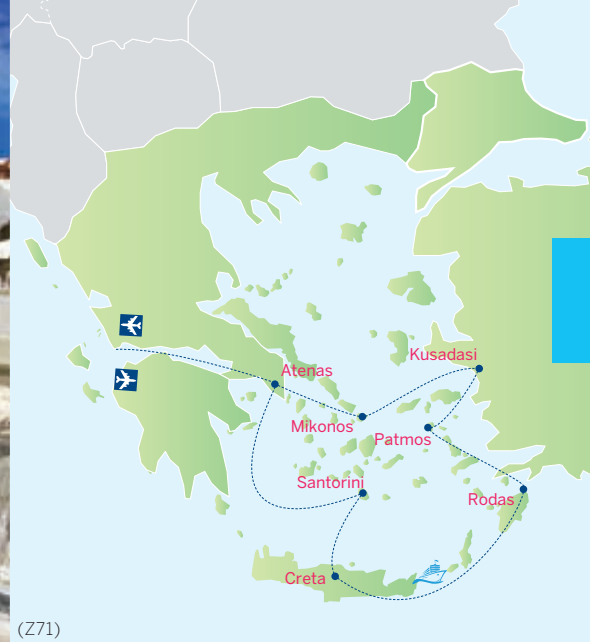 Kusadasi
Atenas
Mikonos
Patmos
Santorini
Rodas
Creta
(Z71)